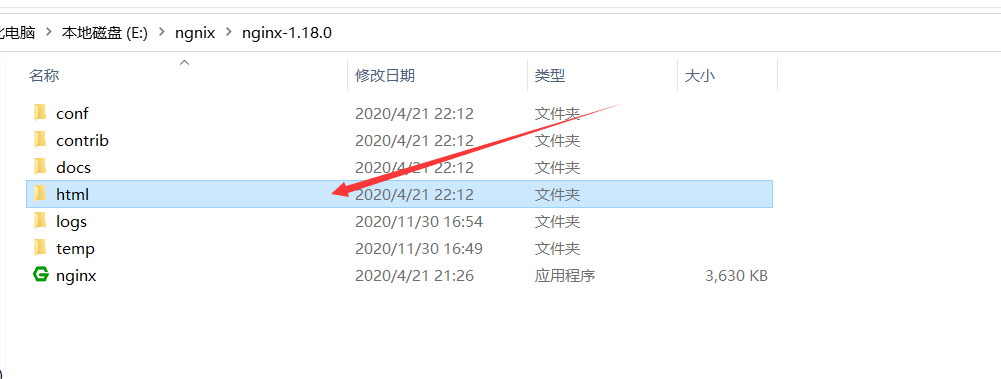 本地磁盘 (E:) > ngnix > nginx-1.18.0
名称 修改日期 类型 大小
conf 2020/4/21 22:12 文件夹
contrib 2020/4/21 22:12 文件夹
docs 2020/4/21 22:12 文件夹
html 2020/4/21 22:12 文件夹
logs 2020/11/30 16:54 文件夹
temp 2020/11/30 16:49 文件夹
nginx 2020/4/21 21:26 应用程序 3,630 KB